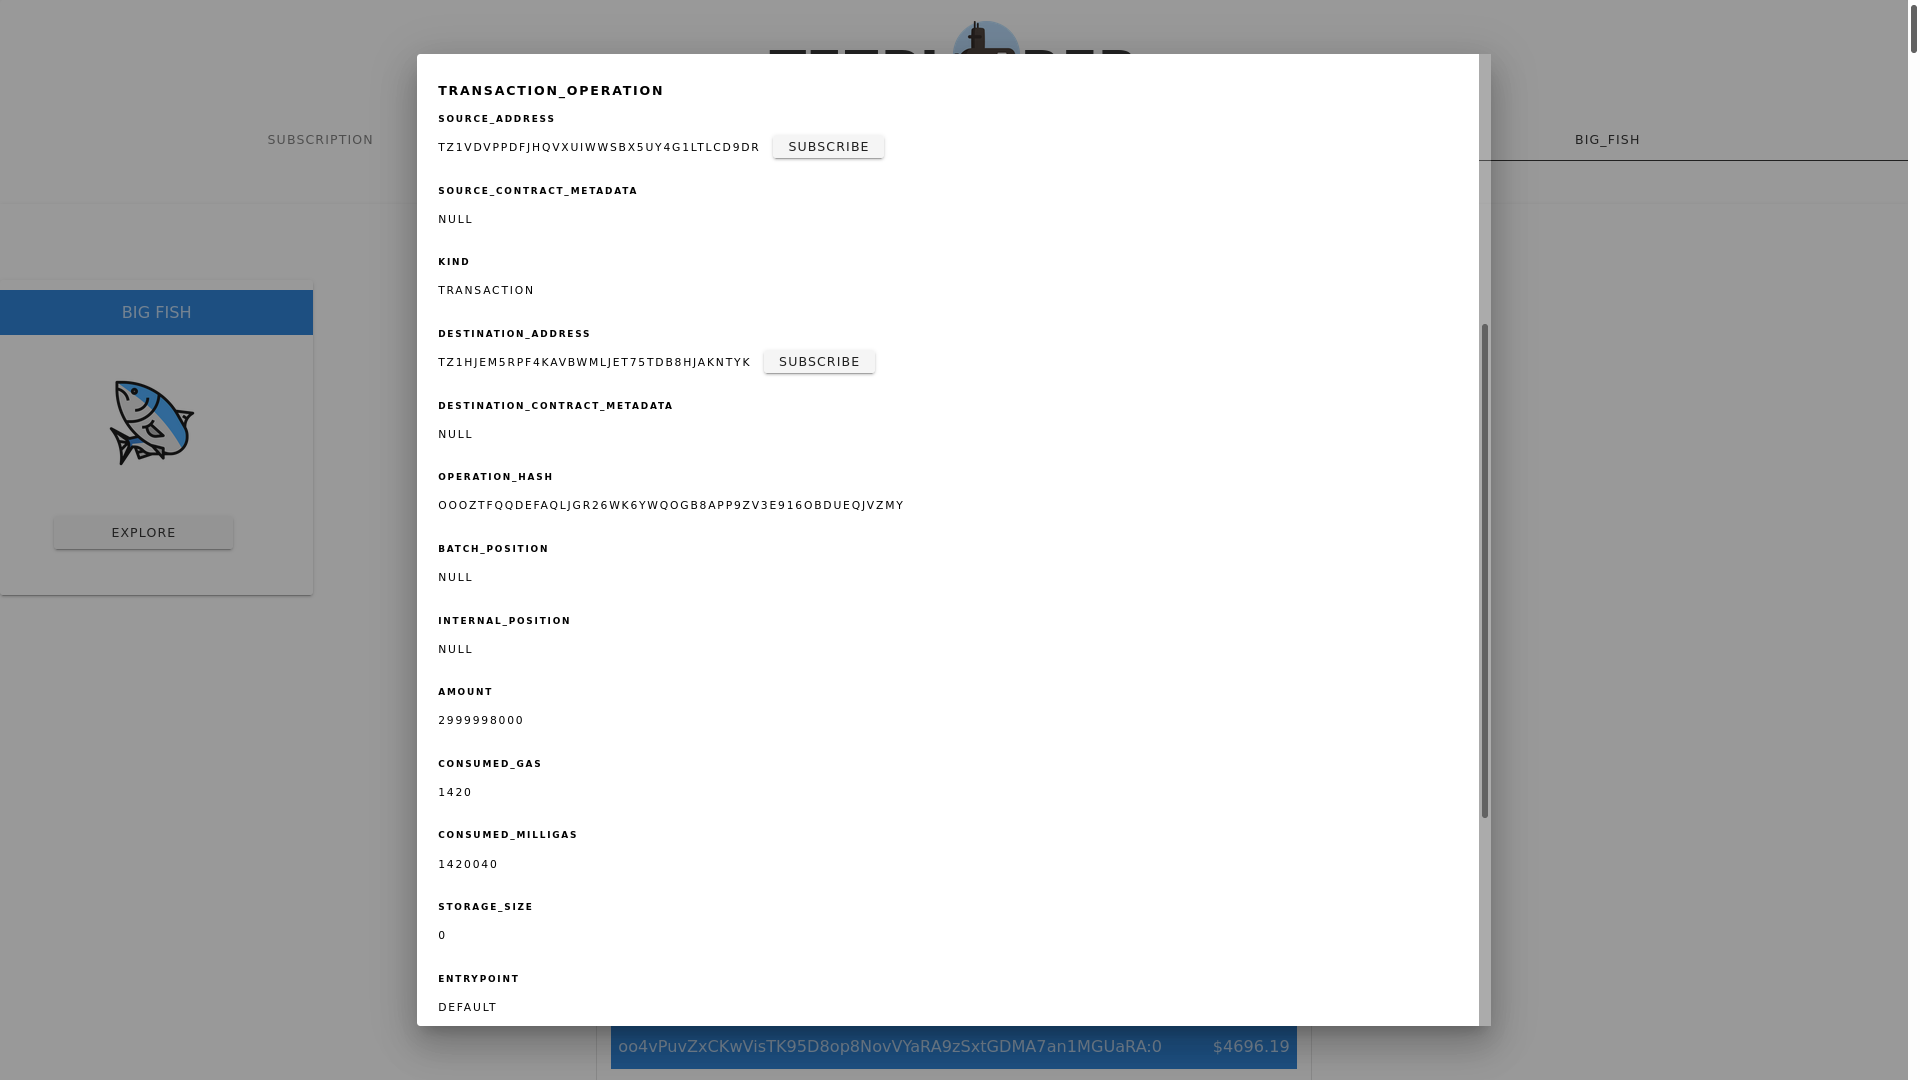 TRANSACTION_OPERATION
SOURCE_ADDRESS
TZ1VDVPPDFJHQVXUIWWSBX5UY4G1LTLCD9DR SUBSCRIBE
SUBSCRIPTION
BIG_FISH
SOURCE_CONTRACT_METADATA
NULL
KIND
TRANSACTION
BIG FISH
DESTINATION_ADDRESS
TZ1HJEM5RPF4KAVBWMLJET75TDB8HJAKNTYK SUBSCRIBE
DESTINATION_CONTRACT_METADATA
NULL
OPERATION_HASH
OOOZTFQQDEFAQLJGR26WK6YWQOGB8APP9ZV3E916OBDUEQJVZMY
EXPLORE
BATCH_POSITION
NULL
INTERNAL_POSITION
NULL
AMOUNT
2999998000
CONSUMED_GAS
1420
CONSUMED_MILLIGAS
1420040
STORAGE_SIZE
0
ENTRYPOINT
DEFAULT
oo4vPuvZxCKwVisTK95D8op8NovVYaRA9zSxtGDMA7an1MGUaRA:0 $4696.19